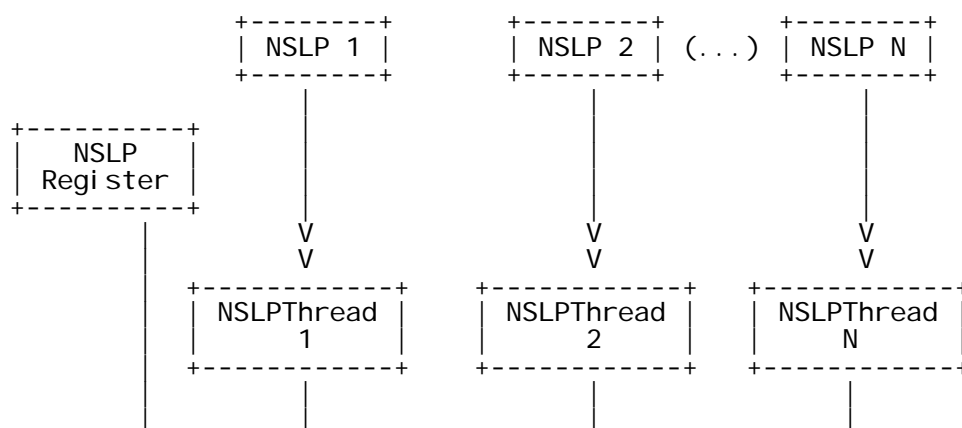 NSLP 1 NSLP 2 (...) NSLP N
NSLP
Register
V V V
V V V
NSLPThread NSLPThread NSLPThread
1 2 N